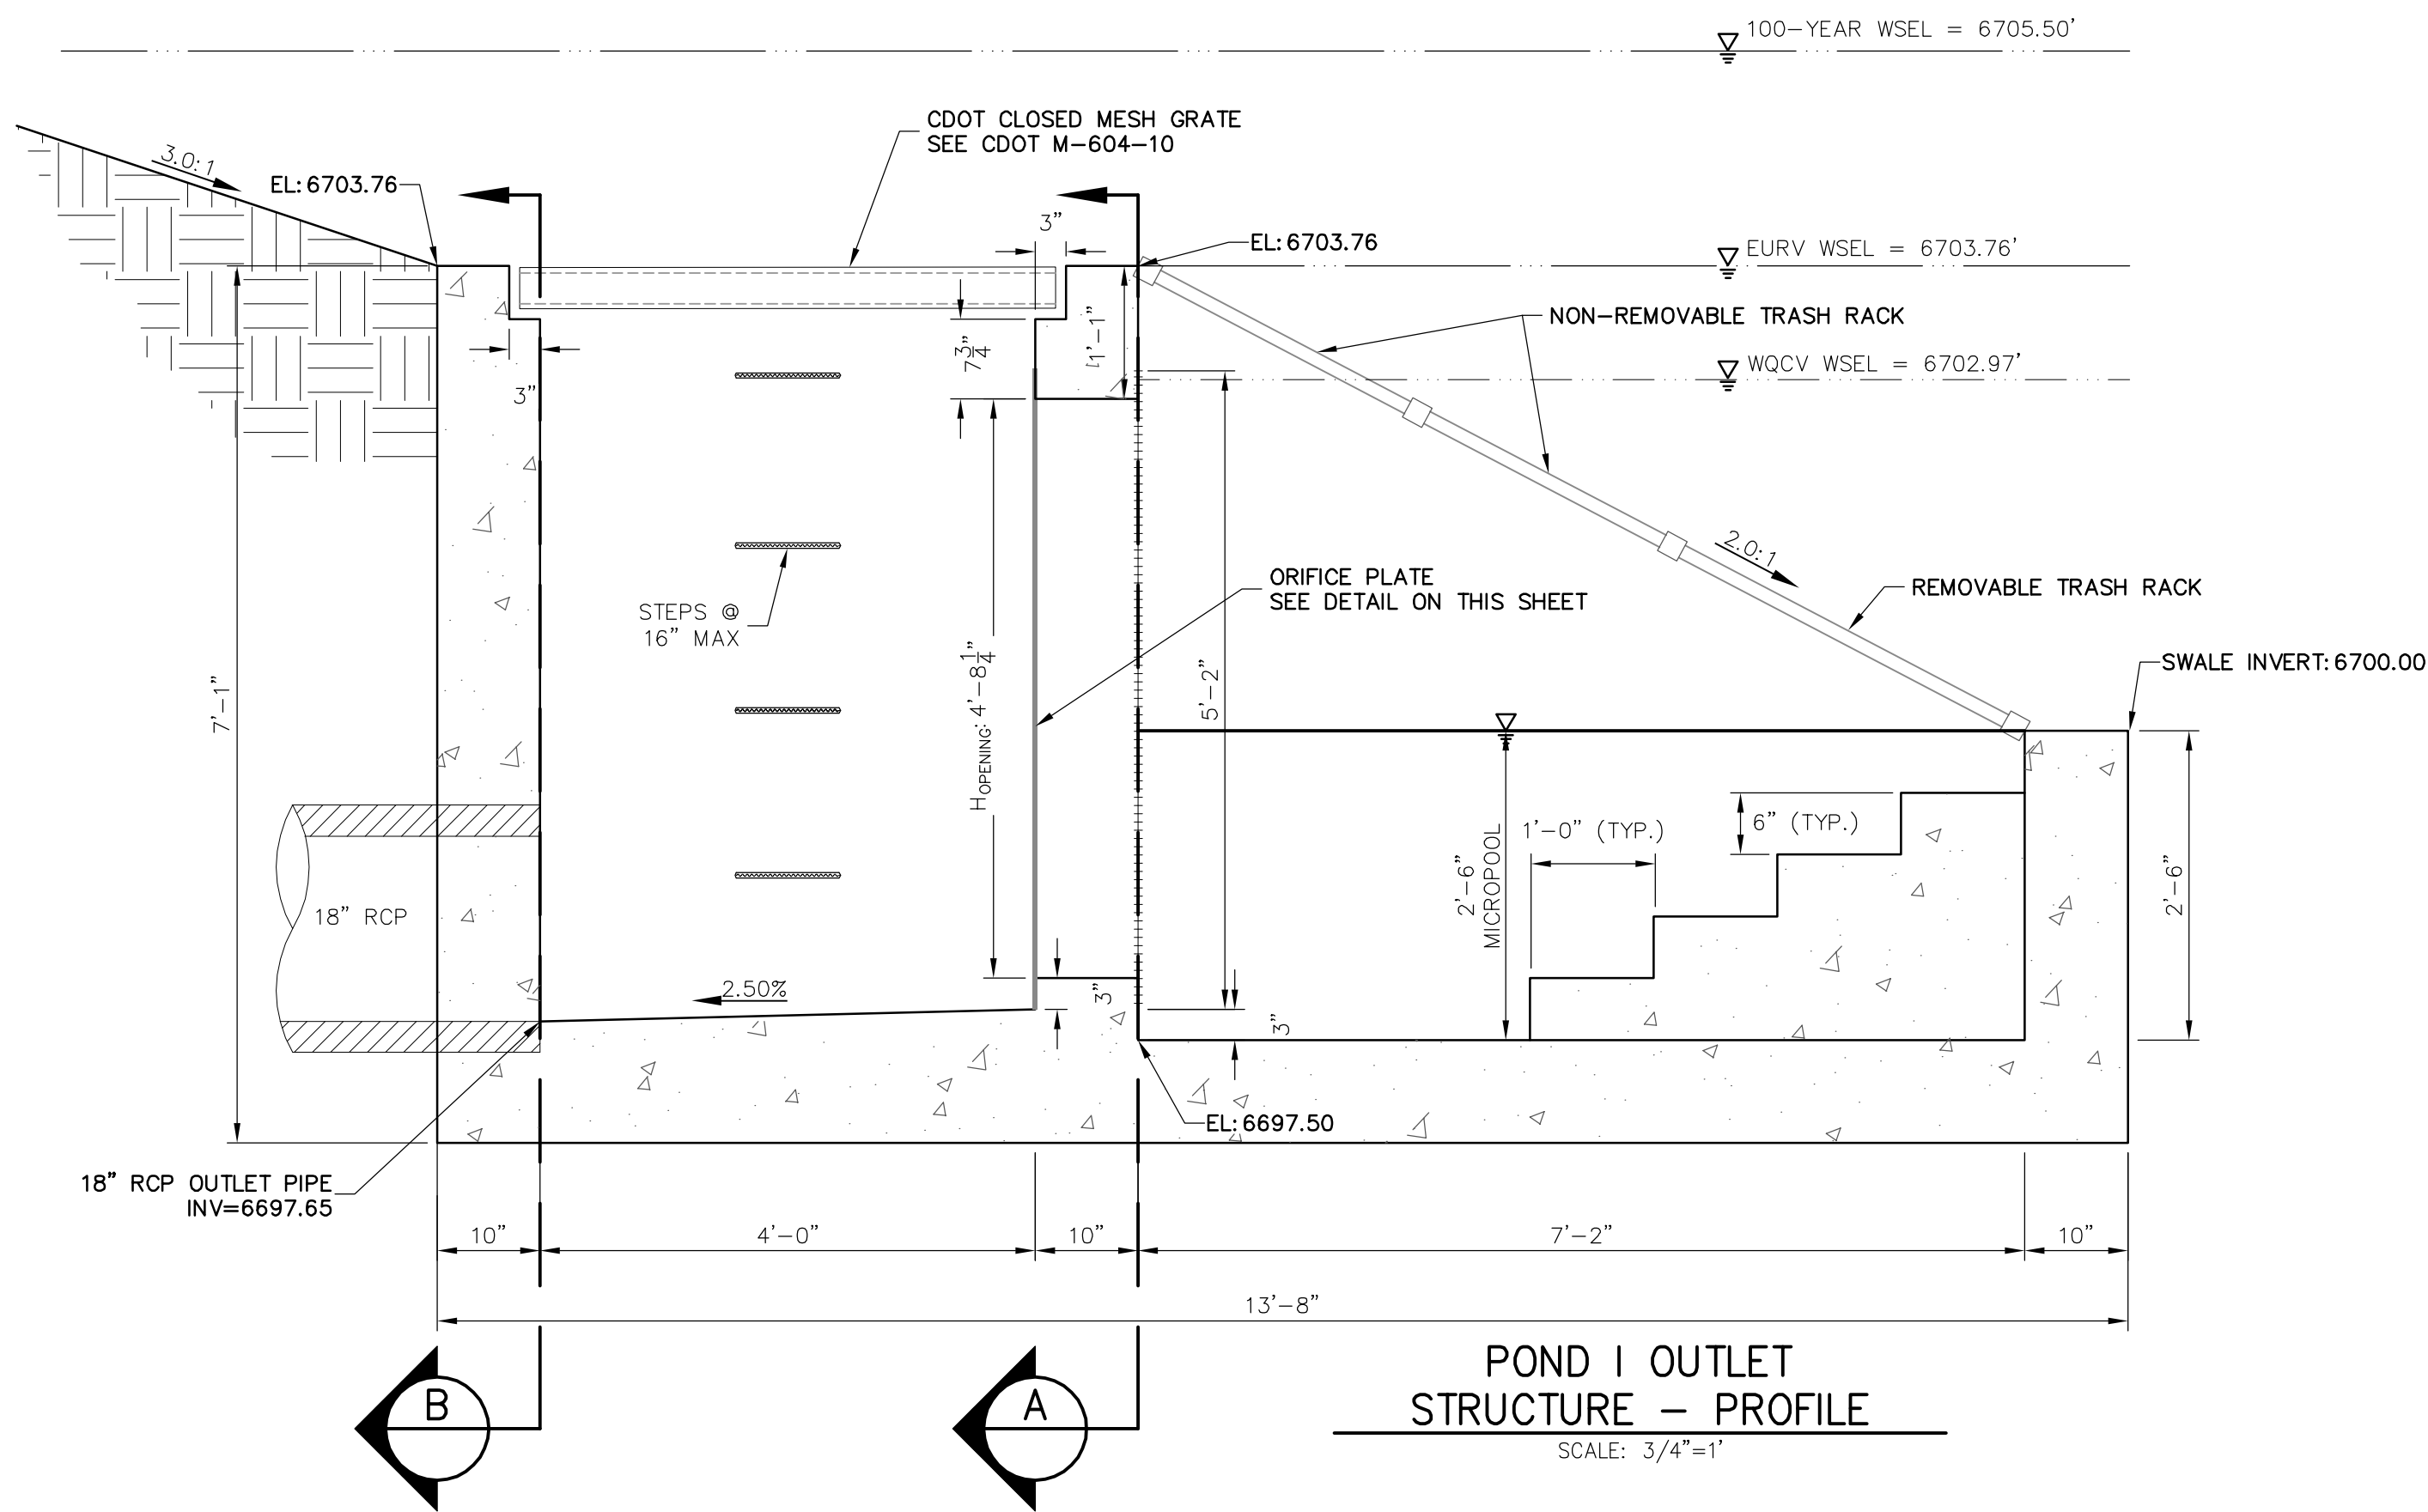 100-YEAR WSEL = 6705.50'
CDOT CLOSED MESH GRATE
SEE CDOT M-604-10
3.0:1
EL: 6703.76
3"
EL: 6703.76
EURV WSEL = 6703.76'
NON-REMOVABLE TRASH RACK
1'-1"
7 3/4"
WQCV WSEL = 6702.97'
3"
2.0:1
ORIFICE PLATE
SEE DETAIL ON THIS SHEET
REMOVABLE TRASH RACK
STEPS @
16" MAX
SWALE INVERT: 6700.00
7'-1"
HOPENING: 4'-8 1/4"
5'-2"
1'-0" (TYP.)
6" (TYP.)
2'-6"
MICROPOOL
2'-6"
18" RCP
2.50%
3"
3"
EL: 6697.50
18" RCP OUTLET PIPE
INV=6697.65
10"
4'-0"
10"
7'-2"
10"
13'-8"
B
A
POND I OUTLET
STRUCTURE - PROFILE
SCALE: 3/4"=1'